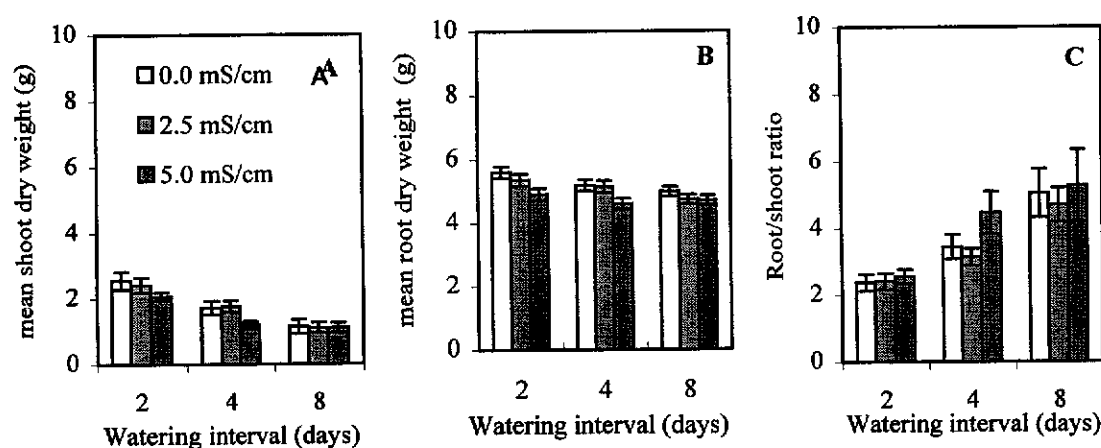 mean shoot dry weight (g)
10
8
6
4
2
0
0.0 mS/cm
2.5 mS/cm
5.0 mS/cm
A A
2 4 8
Watering interval (days)
mean root dry weight (g)
10
8
6
4
2
0
B
2 4 8
Watering interval (days)
Root/shoot ratio
10
8
6
4
2
0
C
2 4 8
Watering interval (days)